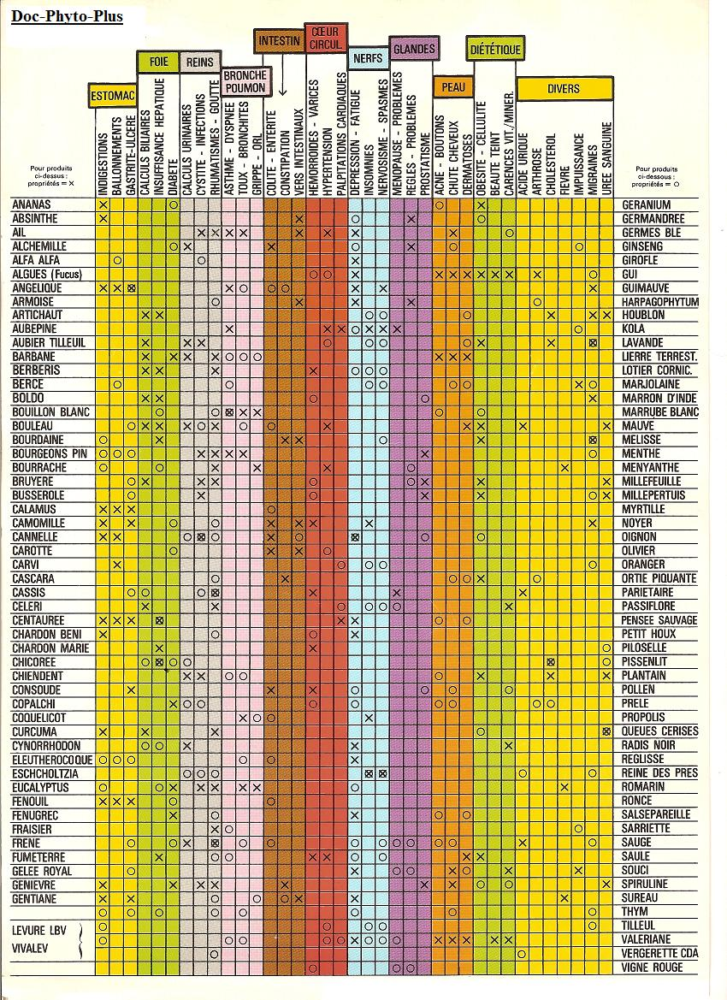 Doc-Phyto-Plus
ESTOMAC
FOIE
REINS
BRONCHE
POUMON
INTESTIN
CŒUR
CIRCUL.
NERFS
GLANDES
PEAU
DIÉTÉTIQUE
DIVERS
Pour produits
ci-dessus :
propriétés = X
INDIGESTIONS
BALLONNEMENTS
GASTRITE-ULCERE
CALCULS BILIAIRES
INSUFFISANCE HEPATIQUE
DIABETE
CALCULS URINAIRES
CYSTITE - INFECTIONS
RHUMATISMES - GOUTTE
ASTHME - DYSPNEE
TOUX - BRONCHITES
GRIPPE - ORL
COLITE - ENTERITE
CONSTIPATION
VERS INTESTINAUX
HEMORROIDES - VARICES
HYPERTENSION
PALPITATIONS CARDIAQUES
DEPRESSION - FATIGUE
INSOMNIES
NERVOSISME - SPASMES
MENOPAUSE - PROBLEMES
REGLES - PROBLEMES
PROSTATISME
ACNE - BOUTONS
CHUTE CHEVEUX
DERMATOSES
OBESITE - CELLULITE
BEAUTE TEINT
CARENCES VIT./MINER.
ACIDE URIQUE
ARTHROSE
CHOLESTEROL
FIEVRE
IMPUISSANCE
MIGRAINES
UREE SANGUINE
Pour produits
ci-dessous :
propriétés = O
ANANAS GERANIUM
ABSINTHE GERMANDREE
AIL GERMES BLE
ALCHEMILLE GINSENG
ALFA ALFA GIROFLE
ALGUES (Fucus) GUI
ANGELIQUE GUIMAUVE
ARMOISE HARPAGOPHYTUM
ARTICHAUT HOUBLON
AUBEPINE KOLA
AUBIER TILLEUL LAVANDE
BARBANE LIERRE TERREST.
BERBERIS LOTIER CORNIC.
BERCE MARJOLAINE
BOLDO MARRON D'INDE
BOUILLON BLANC MARRUBE BLANC
BOULEAU MAUVE
BOURDAINE MELISSE
BOURGEONS PIN MENTHE
BOURRACHE MENYANTHE
BRUYERE MILLEFEUILLE
BUSSEROLE MILLEPERTUIS
CALAMUS MYRTILLE
CAMOMILLE NOYER
CANNELLE OIGNON
CAROTTE OLIVIER
CARVI ORANGER
CASCARA ORTIE PIQUANTE
CASSIS PARIETAIRE
CELERI PASSIFLORE
CENTAUREE PENSEE SAUVAGE
CHARDON BENI PETIT HOUX
CHARDON MARIE PILOSELLE
CHICOREE PISSENLIT
CHIENDENT PLANTAIN
CONSOUDE POLLEN
COPALCHI PRELE
COQUELICOT PROPOLIS
CURCUMA QUEUES CERISES
CYNORRHODON RADIS NOIR
ELEUTHEROCOQUE REGLISSE
ESCHCHOLTZIA REINE DES PRES
EUCALYPTUS ROMARIN
FENOUIL RONCE
FENUGREC SALSEPAREILLE
FRAISIER SARRIETTE
FRENE SAUGE
FUMETERRE SAULE
GELEE ROYAL SOUCI
GENIEVRE SPIRULINE
GENTIANE SUREAU
THYM
LEVURE LBV TILLEUL
VIVALEV VALERIANE
VERGERETTE CDA
VIGNE ROUGE